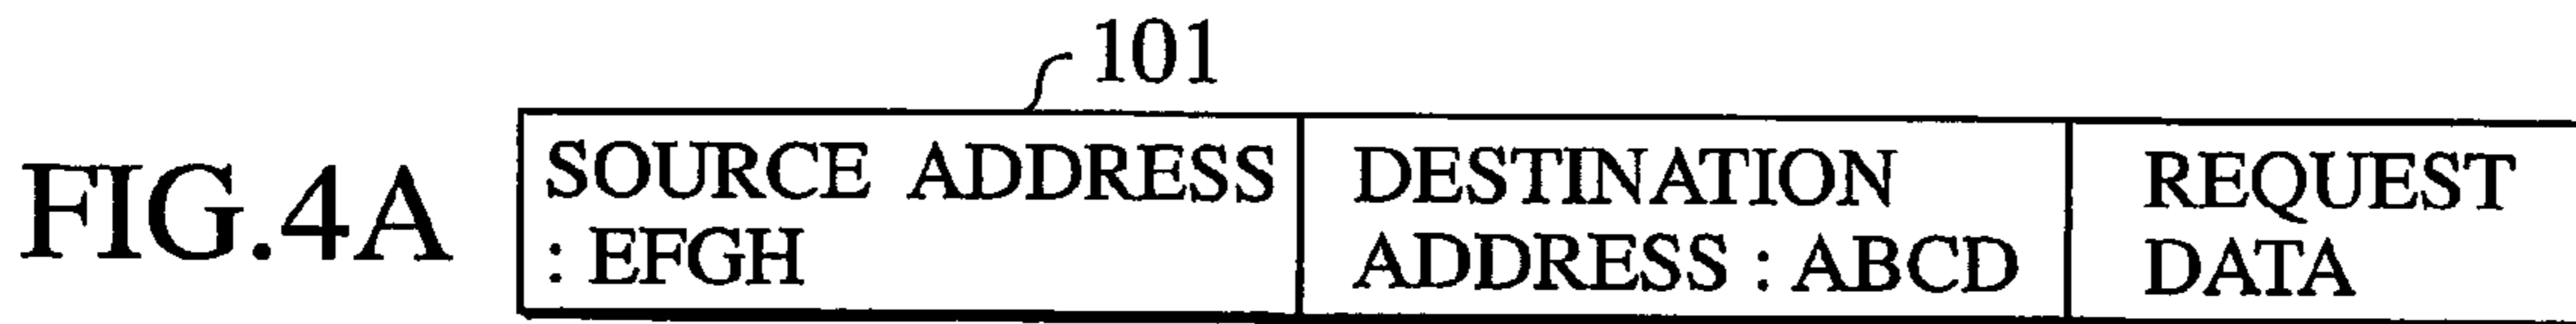 101
FIG.4A
SOURCE ADDRESS
: EFGH
DESTINATION
ADDRESS : ABCD
REQUEST
DATA